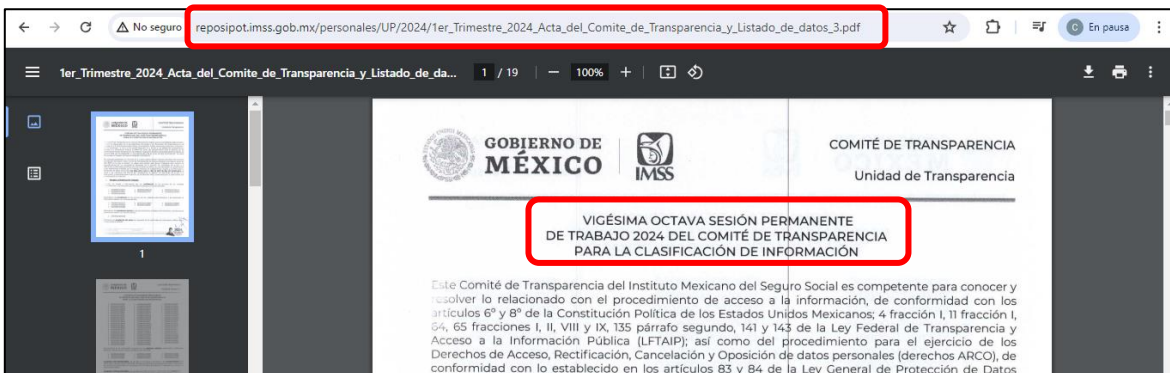 No seguro
reposipot.imss.gob.mx/personales/UP/2024/1er_Trimestre_2024_Acta_del_Comite_de_Transparencia_y_Listado_de_datos_3.pdf
C En pausa
1er_Trimestre_2024_Acta_del_Comite_de_Transparencia_y_Listado_de_da...
1 / 19
100%
GOBIERNO DE
MÉXICO
IMSS
COMITÉ DE TRANSPARENCIA
Unidad de Transparencia
VIGÉSIMA OCTAVA SESIÓN PERMANENTE
DE TRABAJO 2024 DEL COMITÉ DE TRANSPARENCIA
PARA LA CLASIFICACIÓN DE INFORMACIÓN
Este Comité de Transparencia del Instituto Mexicano del Seguro Social es competente para conocer y
resolver lo relacionado con el procedimiento de acceso a la información, de conformidad con los
artículos 6º y 8º de la Constitución Política de los Estados Unidos Mexicanos; 4 fracción I, 11 fracción I,
64, 65 fracciones I, II, VIII y IX, 135 párrafo segundo, 141 y 143 de la Ley Federal de Transparencia y
Acceso a la Información Pública (LFTAIP); así como del procedimiento para el ejercicio de los
Derechos de Acceso, Rectificación, Cancelación y Oposición de datos personales (derechos ARCO), de
conformidad con lo establecido en los artículos 83 y 84 de la Ley General de Protección de Datos
1